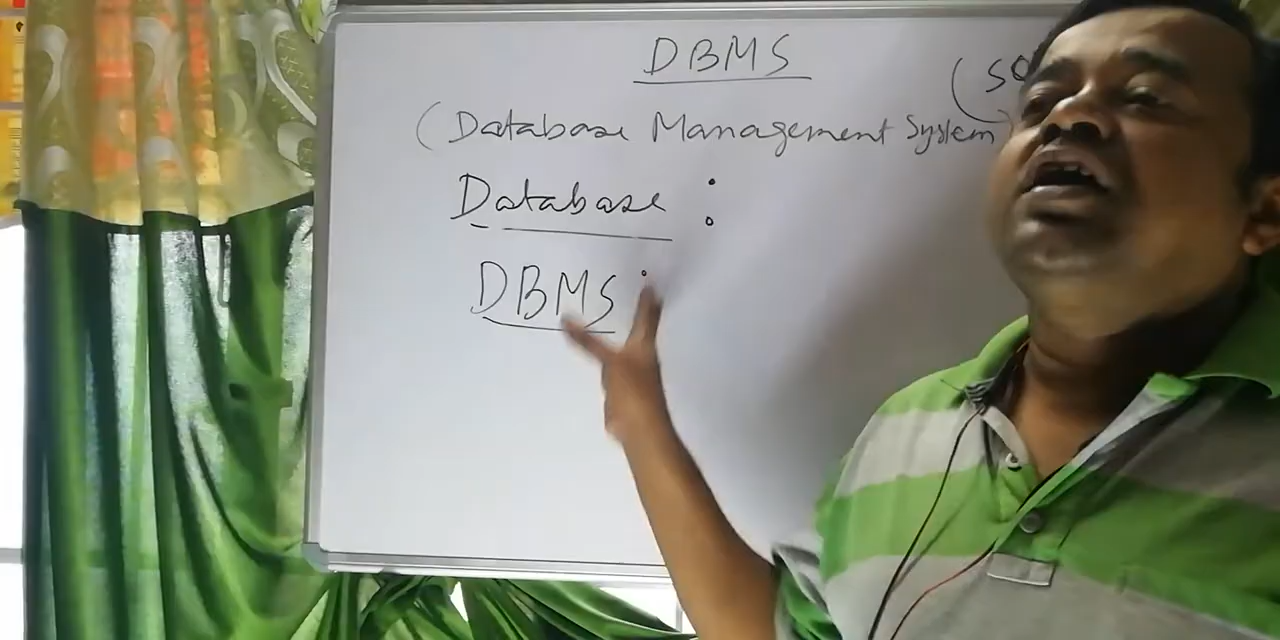 DBMS
(Database Management System)
Database :
DBMS :